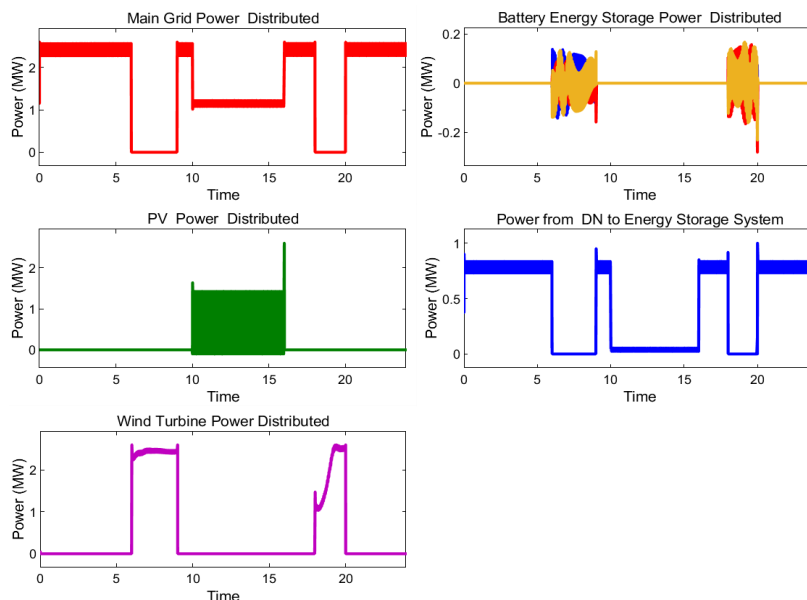 Main Grid Power  Distributed
Power (MW)
2
1
0
0 5 10 15 20
Time
Battery Energy Storage Power  Distributed
Power (MW)
0.2
0
-0.2
0 5 10 15 20
Time
PV  Power  Distributed
Power (MW)
2
1
0
0 5 10 15 20
Time
Power from  DN to Energy Storage System
Power (MW)
1
0.5
0
0 5 10 15 20
Time
Wind Turbine Power Distributed
Power (MW)
2
1
0
0 5 10 15 20
Time